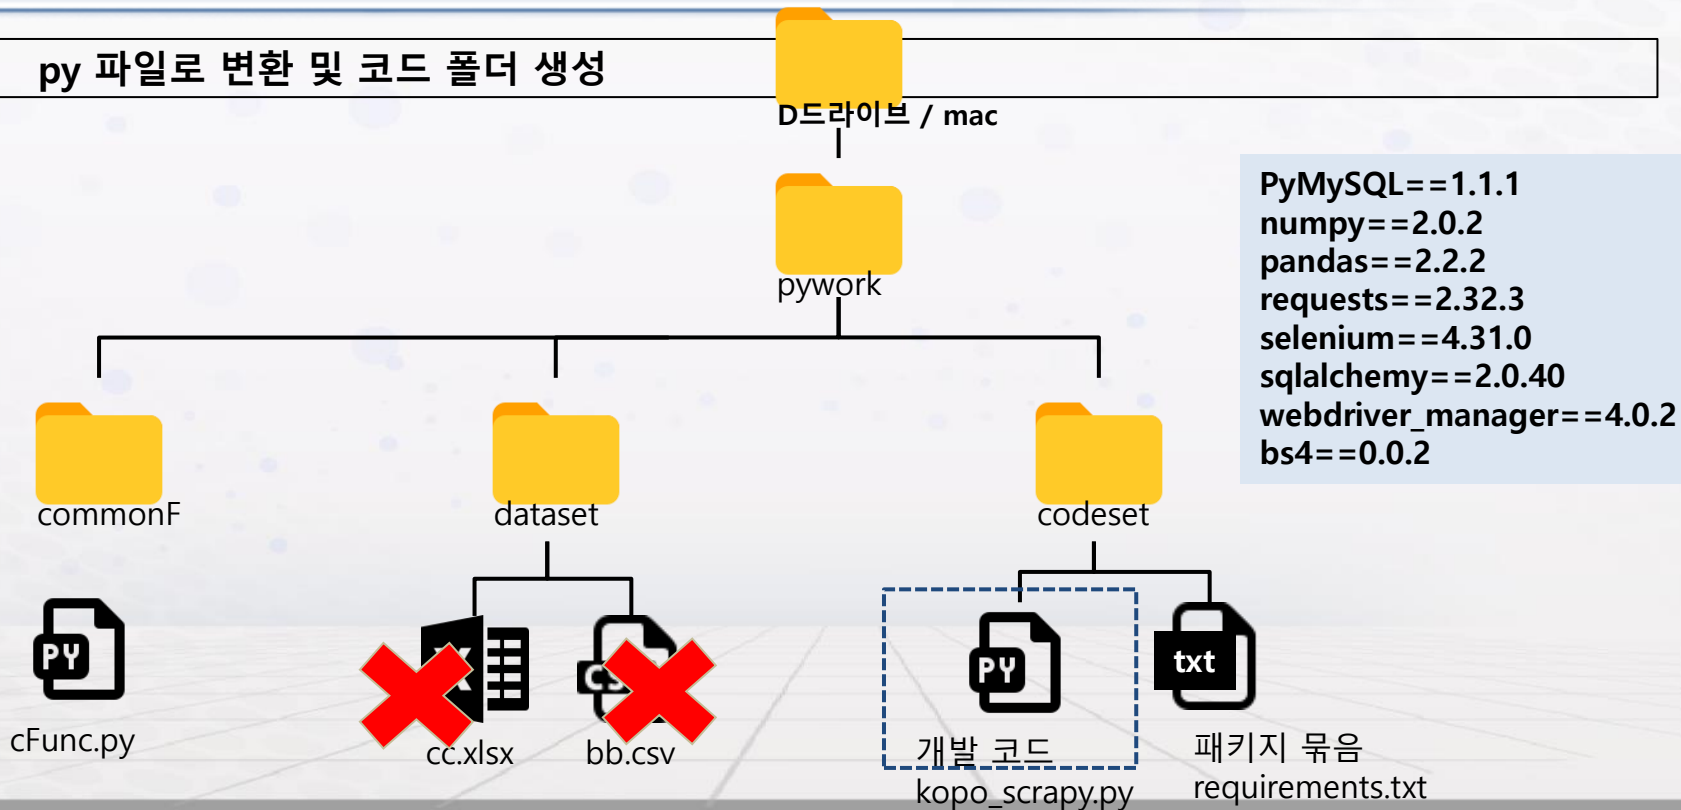 py 파일로 변환 및 코드 폴더 생성
D드라이브 / mac
pywork
PyMySQL==1.1.1
numpy==2.0.2
pandas==2.2.2
requests==2.32.3
selenium==4.31.0
sqlalchemy==2.0.40
webdriver_manager==4.0.2
bs4==0.0.2
commonF
dataset
codeset
PY
PY
txt
cFunc.py
cc.xlsx
bb.csv
개발 코드
kopo_scrapy.py
패키지 묶음
requirements.txt